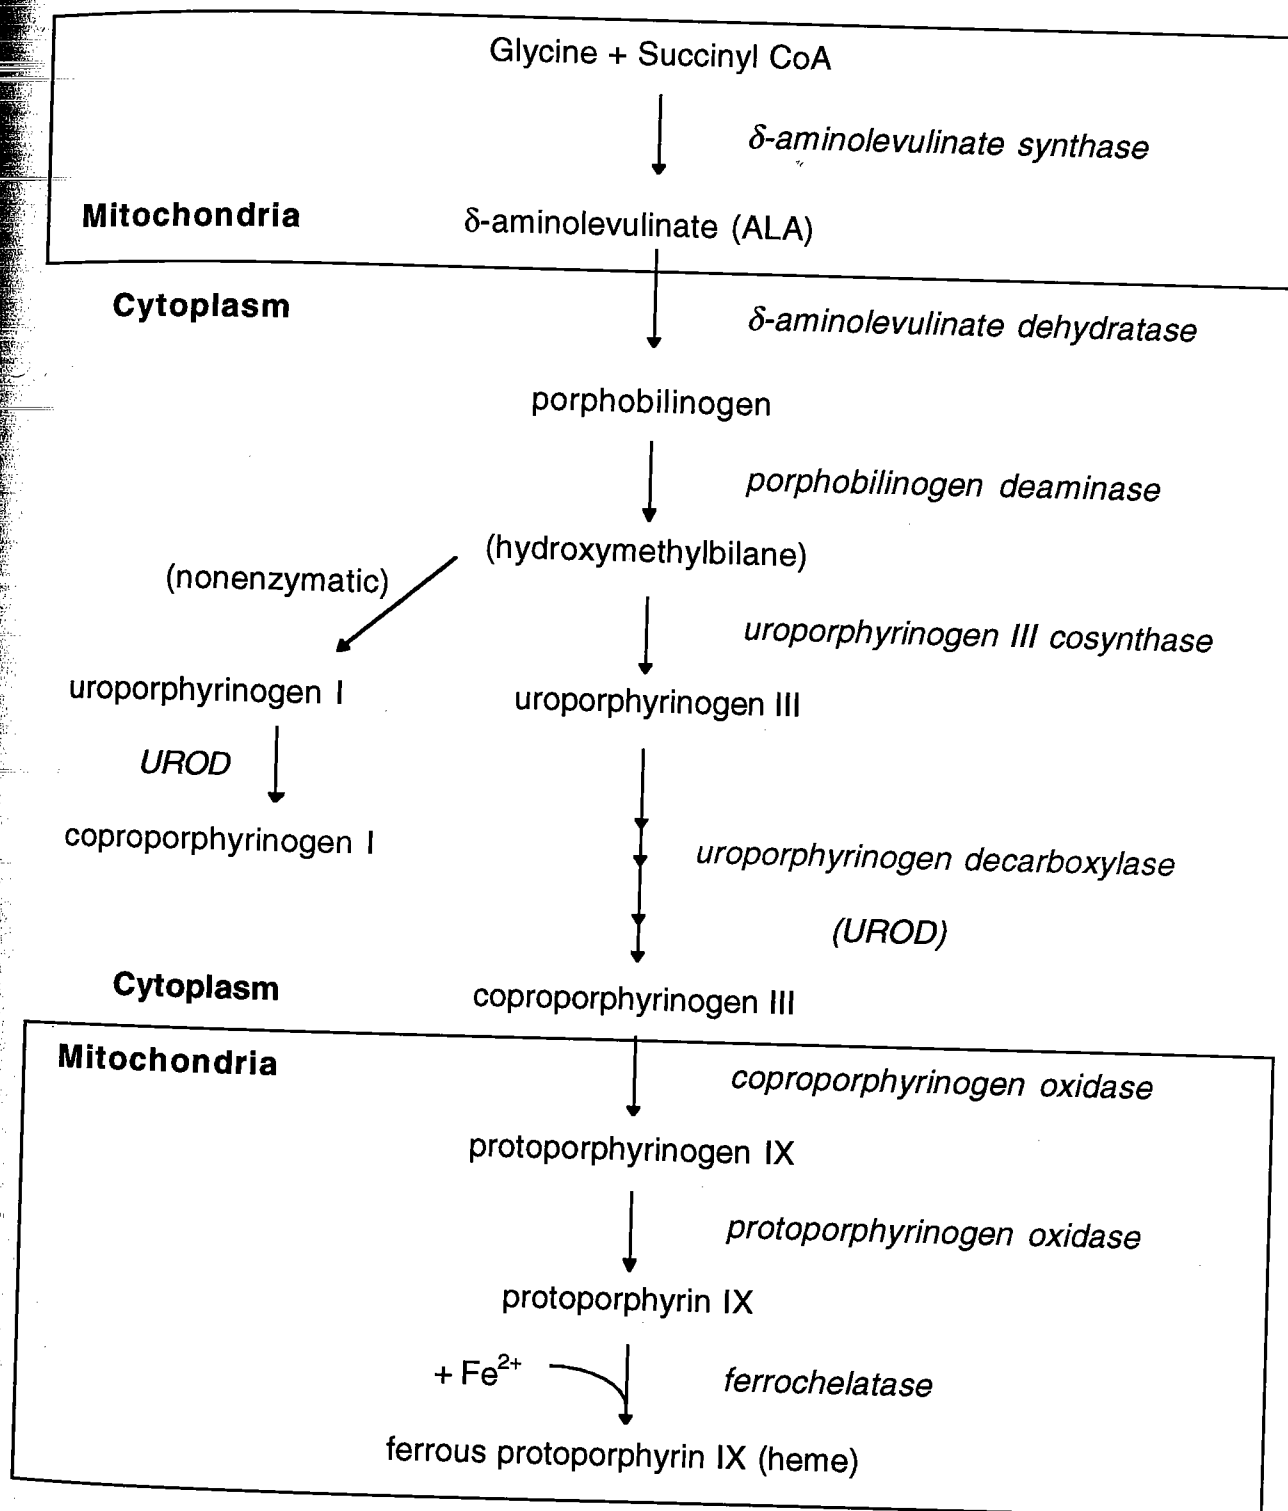 Glycine + Succinyl CoA
δ-aminolevulinate synthase
Mitochondria
δ-aminolevulinate (ALA)
Cytoplasm
δ-aminolevulinate dehydratase
porphobilinogen
porphobilinogen deaminase
(hydroxymethylbilane)
(nonenzymatic)
uroporphyrinogen III cosynthase
uroporphyrinogen I
uroporphyrinogen III
UROD
coproporphyrinogen I
uroporphyrinogen decarboxylase
(UROD)
Cytoplasm
coproporphyrinogen III
Mitochondria
coproporphyrinogen oxidase
protoporphyrinogen IX
protoporphyrinogen oxidase
protoporphyrin IX
+ Fe²⁺
ferrochelatase
ferrous protoporphyrin IX (heme)